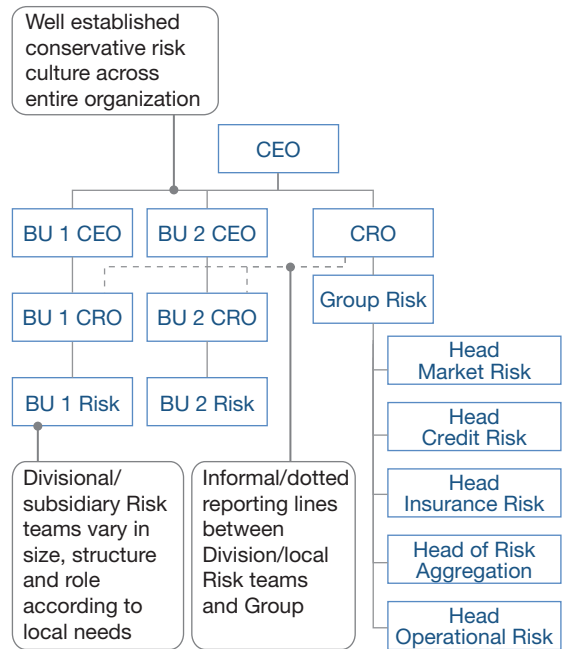 Well established
conservative risk
culture across
entire organization
CEO
BU 1 CEO
BU 2 CEO
CRO
BU 1 CRO
BU 2 CRO
Group Risk
BU 1 Risk
BU 2 Risk
Head
Market Risk
Head
Credit Risk
Head
Insurance Risk
Head of Risk
Aggregation
Head
Operational Risk
Divisional/
subsidiary Risk
teams vary in
size, structure
and role
according to
local needs
Informal/dotted
reporting lines
between
Division/local
Risk teams
and Group